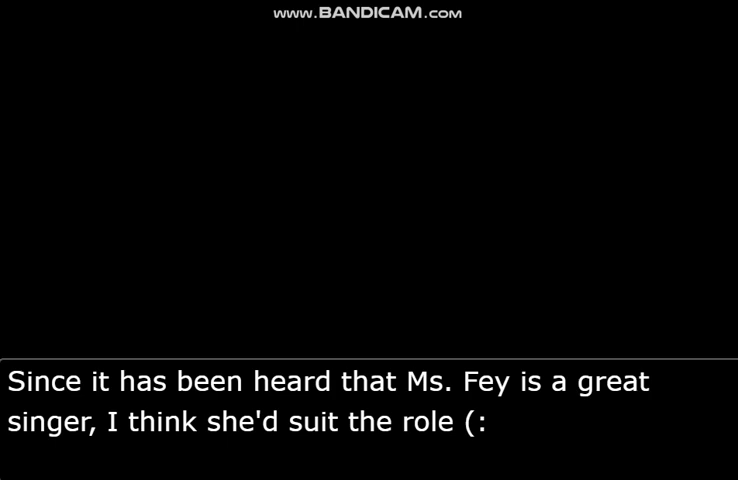 www.BANDICAM.com
Since it has been heard that Ms. Fey is a great
singer, I think she'd suit the role (: